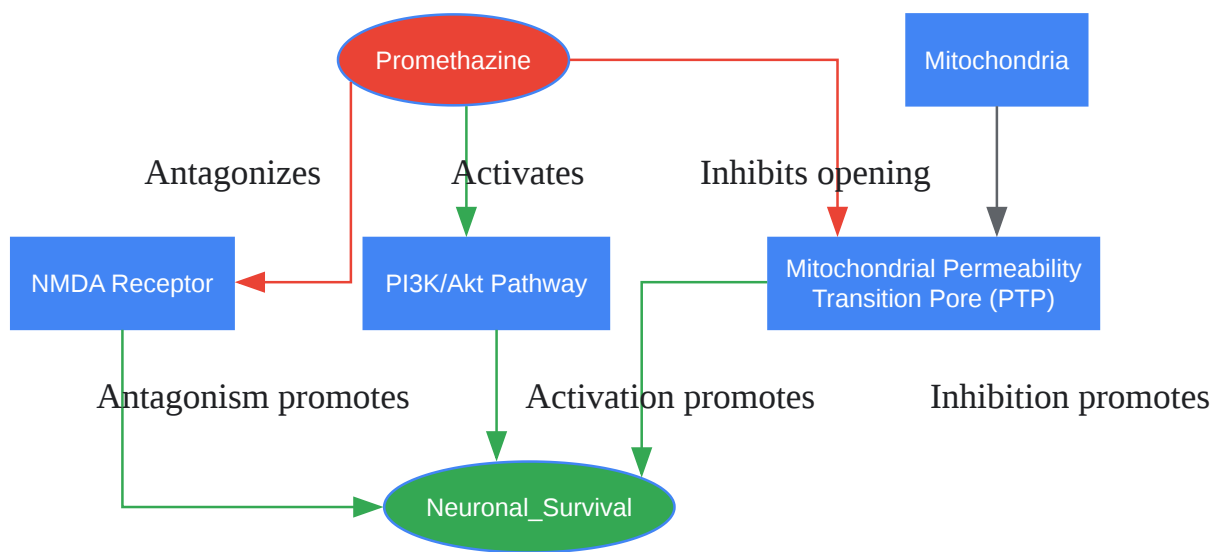 Promethazine
Mitochondria
Antagonizes
Activates
Inhibits opening
NMDA Receptor
PI3K/Akt Pathway
Mitochondrial Permeability
Transition Pore (PTP)
Antagonism promotes
Activation promotes
Inhibition promotes
Neuronal_Survival